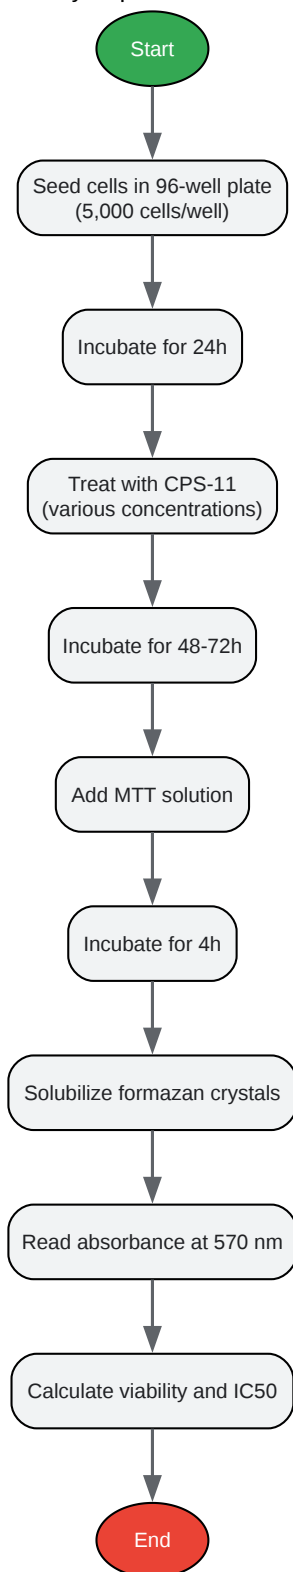 Start
Seed cells in 96-well plate
(5,000 cells/well)
Incubate for 24h
Treat with CPS-11
(various concentrations)
Incubate for 48-72h
Add MTT solution
Incubate for 4h
Solubilize formazan crystals
Read absorbance at 570 nm
Calculate viability and IC50
End